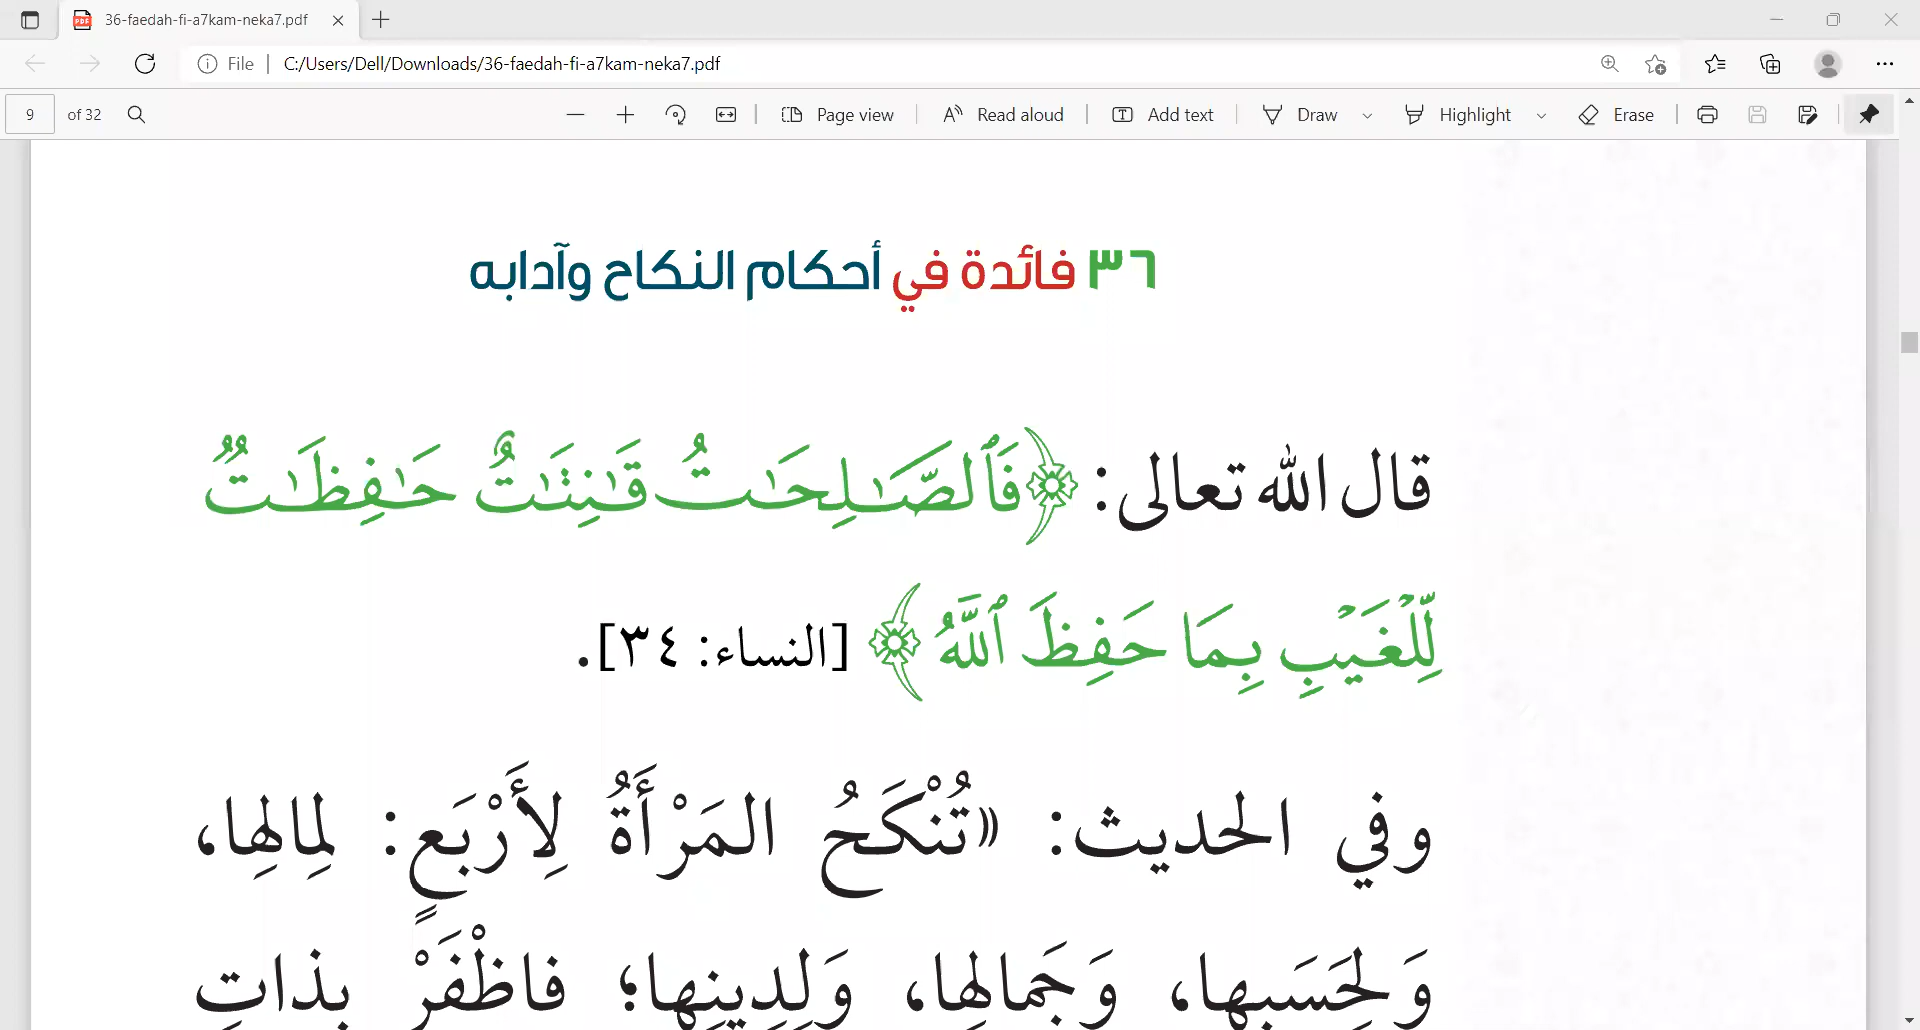 36-faedah-fi-a7kam-neka7.pdf
File | C:/Users/Dell/Downloads/36-faedah-fi-a7kam-neka7.pdf
9 of 32 Page view Read aloud Add text Draw Highlight Erase
٣٦ فائدة في أحكام النكاح وآدابه
قال الله تعالى: ﴿فَٱلصَّـٰلِحَـٰتُ قَـٰنِتَـٰتٌ حَـٰفِظَـٰتٌ
لِّلْغَيْبِ بِمَا حَفِظَ ٱللَّهُ﴾ [النساء: ٣٤].
وفي الحديث: «تُنْكَحُ المَرْأَةُ لِأَرْبَعٍ: لِمالِها،
وَلِحَسَبِها، وَجَمالِها، وَلِدِينِها؛ فاظْفَرْ بِذاتِ